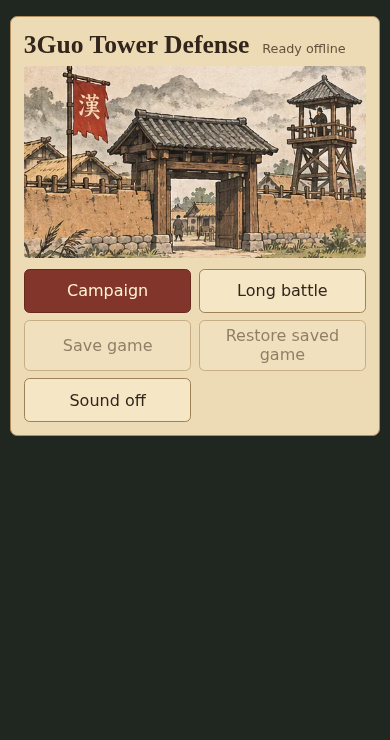 3Guo Tower Defense
Ready offline
漢
Campaign
Long battle
Save game
Restore saved
game
Sound off